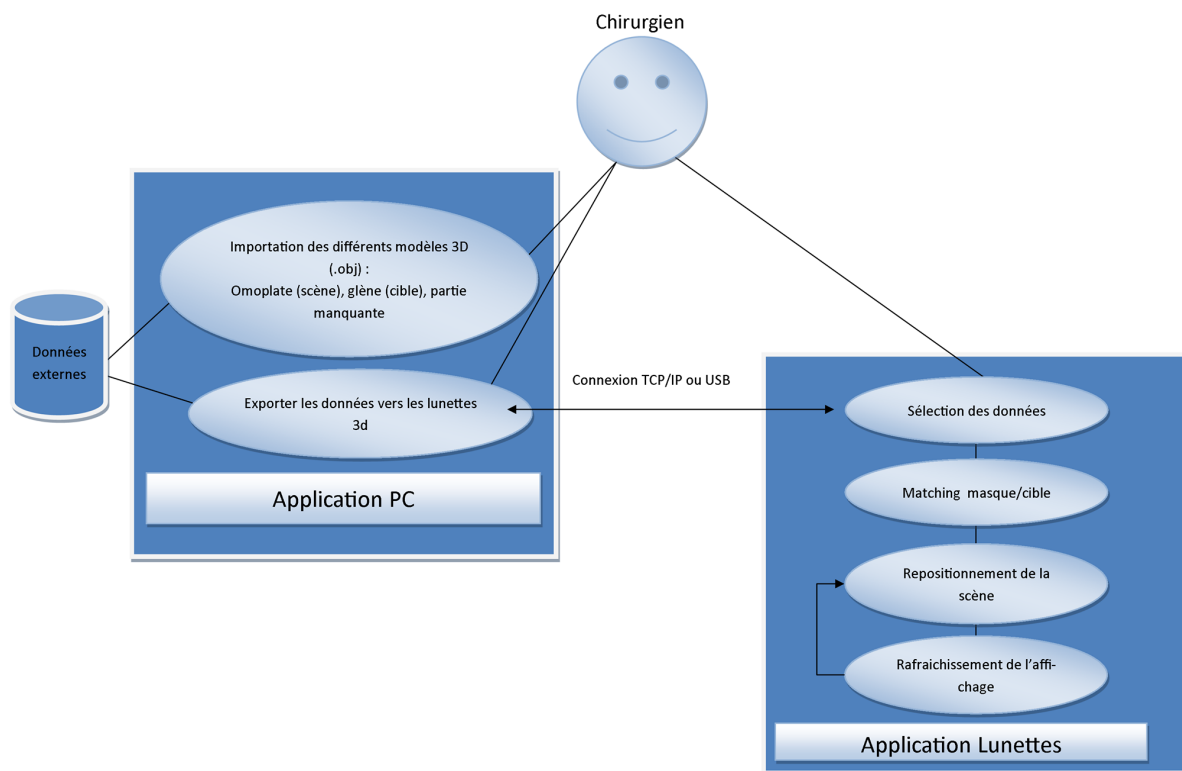 Chirurgien
Importation des différents modèles 3D
(.obj) :
Omoplate (scène), glène (cible), partie
manquante
Données
externes
Exporter les données vers les lunettes
3d
Application PC
Connexion TCP/IP ou USB
Sélection des données
Matching masque/cible
Repositionnement de la
scène
Rafraichissement de l'affi-
chage
Application Lunettes